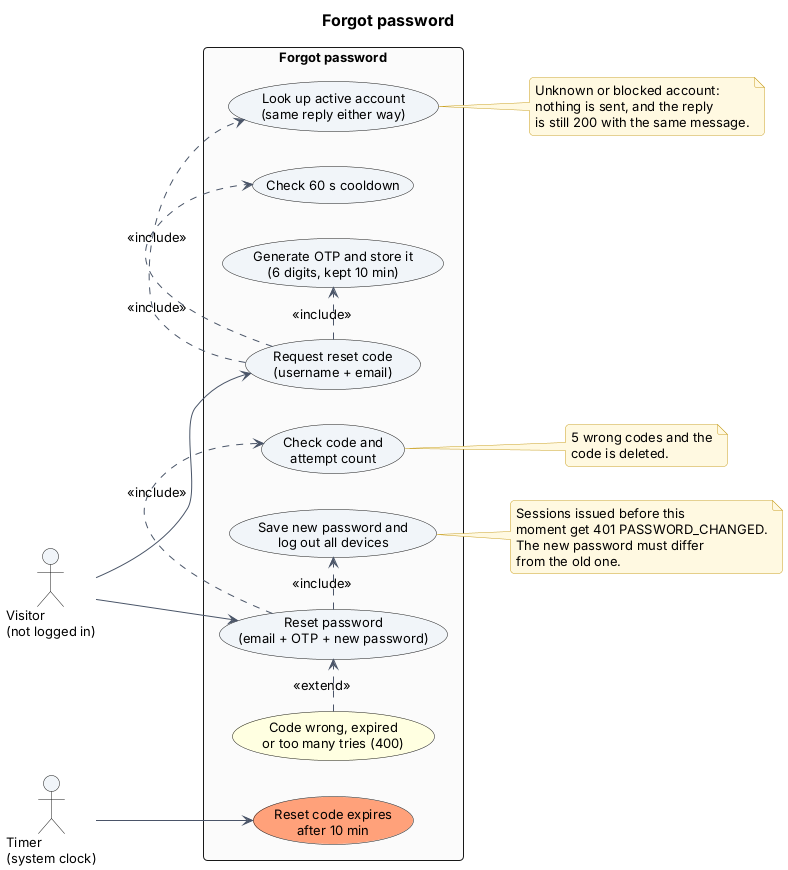 Forgot password
Forgot password
Look up active account
(same reply either way)
Unknown or blocked account:
nothing is sent, and the reply
is still 200 with the same message.
Check 60 s cooldown
«include»
Generate OTP and store it
(6 digits, kept 10 min)
«include»
«include»
Request reset code
(username + email)
Check code and
attempt count
5 wrong codes and the
code is deleted.
«include»
Save new password and
log out all devices
Sessions issued before this
moment get 401 PASSWORD_CHANGED.
The new password must differ
from the old one.
«include»
Visitor
(not logged in)
Reset password
(email + OTP + new password)
«extend»
Code wrong, expired
or too many tries (400)
Timer
(system clock)
Reset code expires
after 10 min